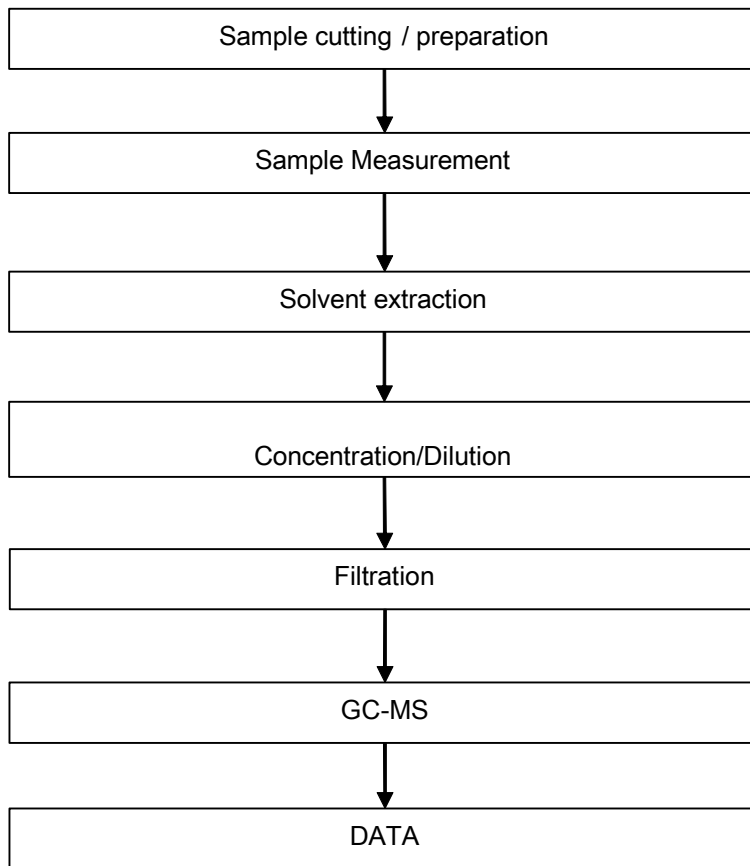 Sample cutting / preparation
Sample Measurement
Solvent extraction
Concentration/Dilution
Filtration
GC-MS
DATA